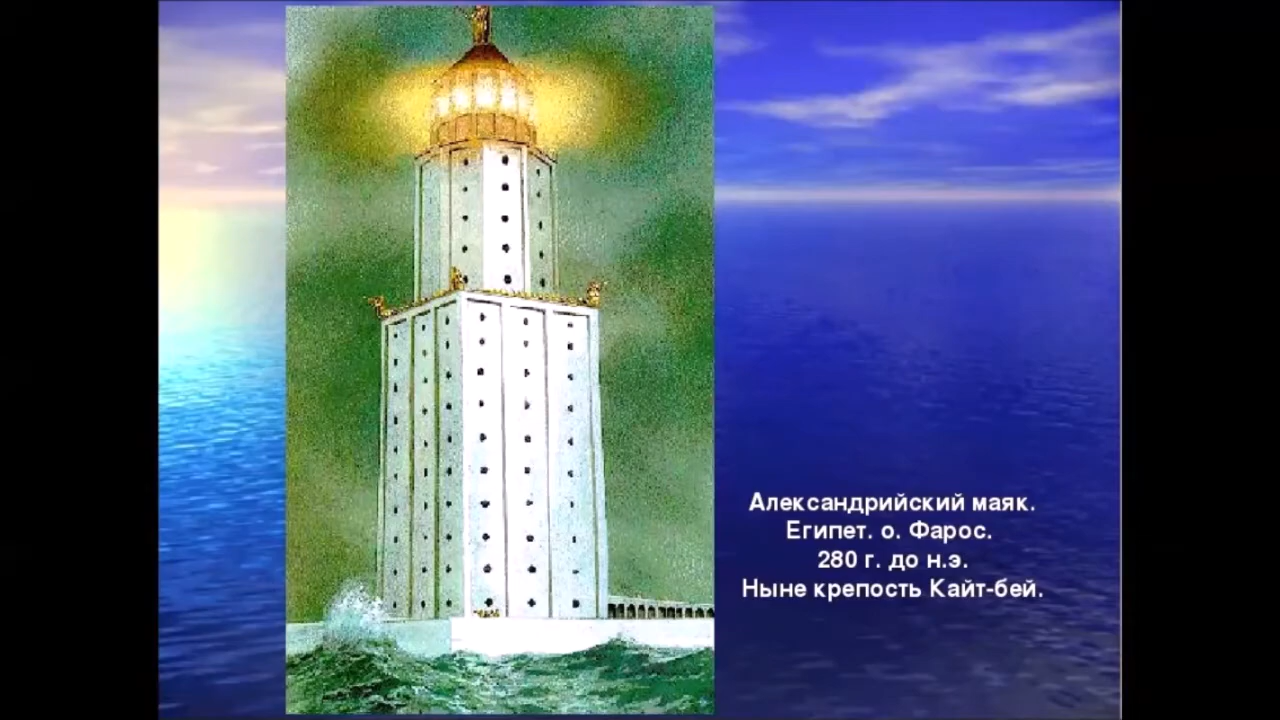 Александрийский маяк.
Египет. о. Фарос.
280 г. до н.э.
Ныне крепость Кайт-бей.